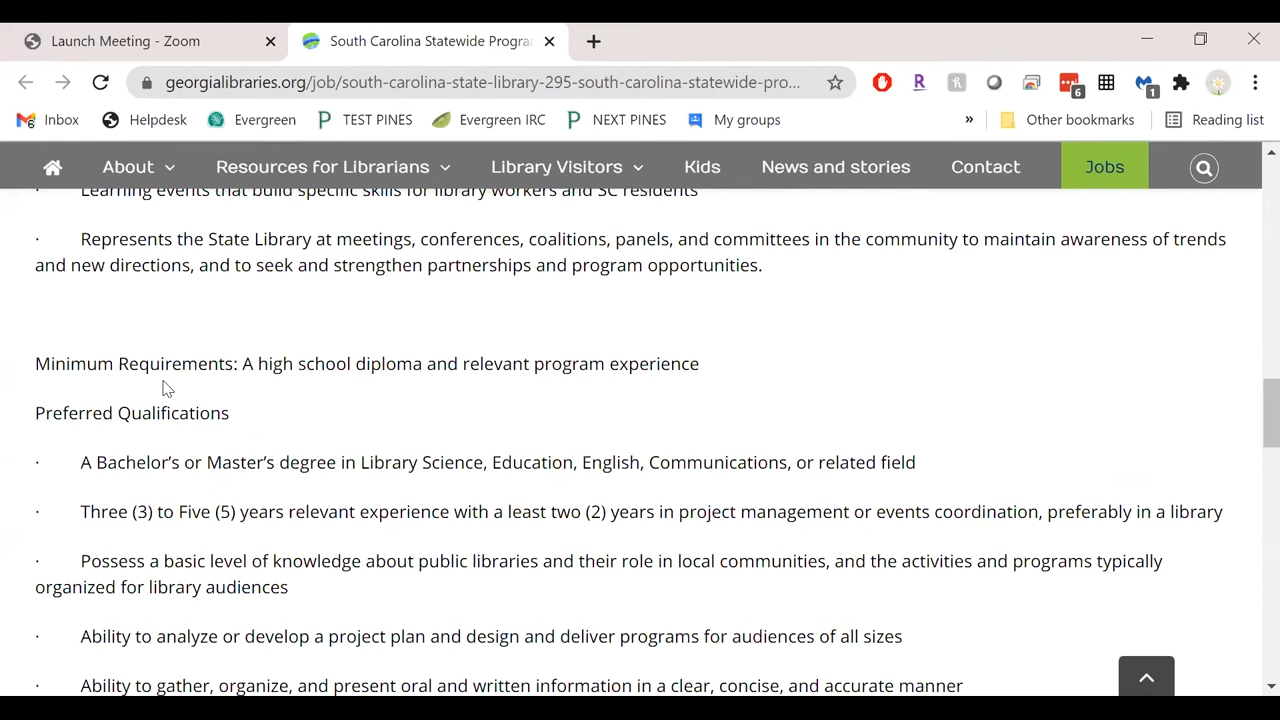 Launch Meeting - Zoom
South Carolina Statewide Progra
georgialibraries.org/job/south-carolina-state-library-295-south-carolina-statewide-pro...
6
1
Inbox Helpdesk Evergreen TEST PINES Evergreen IRC NEXT PINES My groups » Other bookmarks Reading list
About Resources for Librarians Library Visitors Kids News and stories Contact Jobs
Learning events that build specific skills for library workers and SC residents
· Represents the State Library at meetings, conferences, coalitions, panels, and committees in the community to maintain awareness of trends
and new directions, and to seek and strengthen partnerships and program opportunities.
Minimum Requirements: A high school diploma and relevant program experience
Preferred Qualifications
· A Bachelor’s or Master’s degree in Library Science, Education, English, Communications, or related field
· Three (3) to Five (5) years relevant experience with a least two (2) years in project management or events coordination, preferably in a library
· Possess a basic level of knowledge about public libraries and their role in local communities, and the activities and programs typically
organized for library audiences
· Ability to analyze or develop a project plan and design and deliver programs for audiences of all sizes
· Ability to gather, organize, and present oral and written information in a clear, concise, and accurate manner